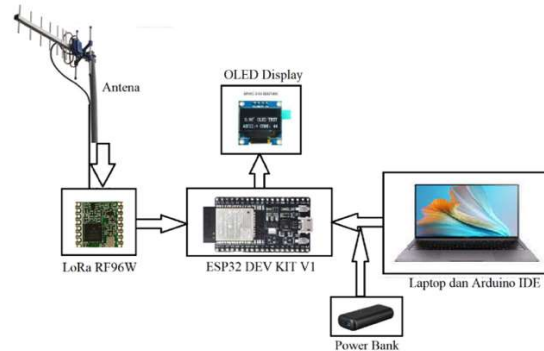 Antena
OLED Display
LoRa RF96W
ESP32 DEV KIT V1
Laptop dan Arduino IDE
Power Bank